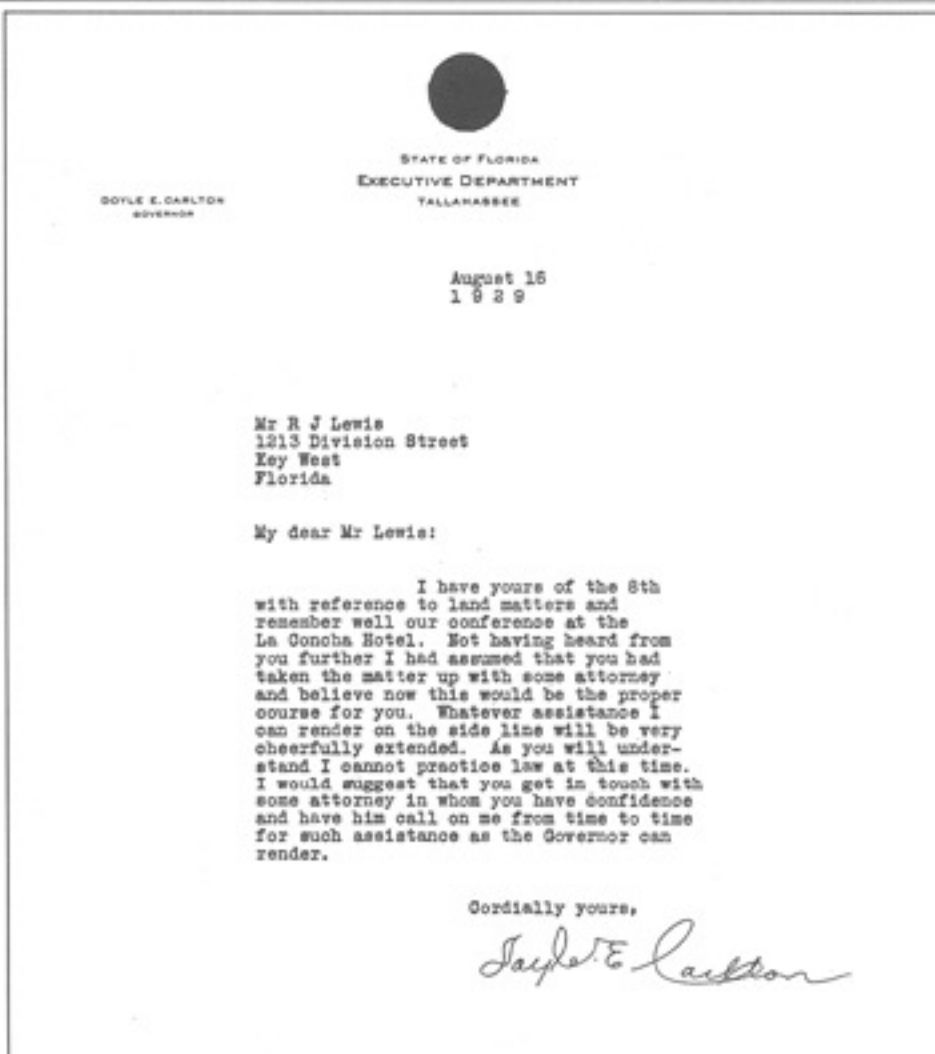 STATE OF FLORIDA
EXECUTIVE DEPARTMENT
TALLAHASSEE
DOYLE E. CARLTON
GOVERNOR
August 16
1 9 2 9
Mr R J Lewis
1213 Division Street
Key West
Florida
My dear Mr Lewis:
I have yours of the 8th
with reference to land matters and
remember well our conference at the
La Concha Hotel. Not having heard from
you further I had assumed that you had
taken the matter up with some attorney
and believe now this would be the proper
course for you. Whatever assistance I
can render on the side line will be very
cheerfully extended. As you will under-
stand I cannot practice law at this time.
I would suggest that you get in touch with
some attorney in whom you have confidence
and have him call on me from time to time
for such assistance as the Governor can
render.
Cordially yours,
Doyle E Carlton